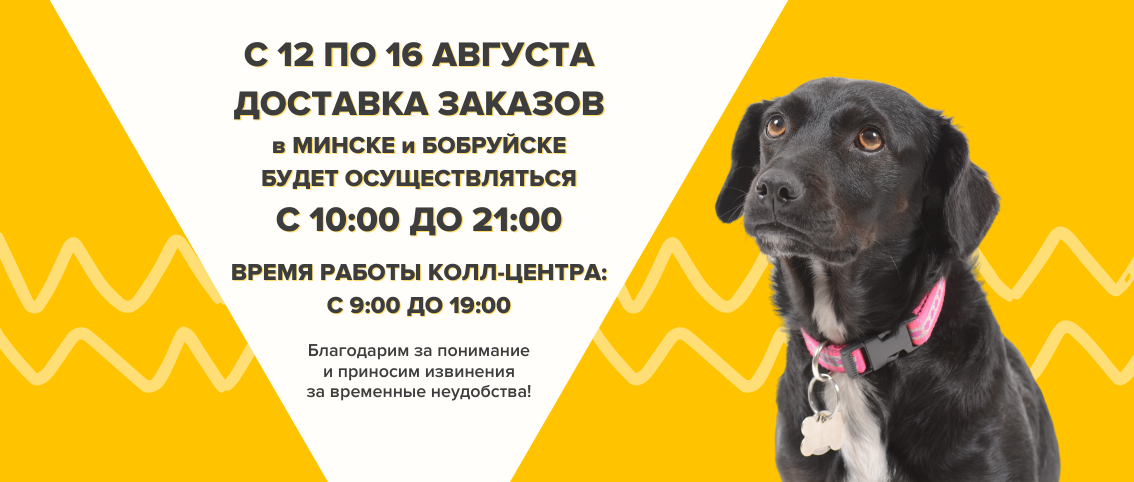 С 12 ПО 16 АВГУСТА
ДОСТАВКА ЗАКАЗОВ
в МИНСКЕ и БОБРУЙСКЕ
БУДЕТ ОСУЩЕСТВЛЯТЬСЯ
С 10:00 ДО 21:00
ВРЕМЯ РАБОТЫ КОЛЛ-ЦЕНТРА:
С 9:00 ДО 19:00
Благодарим за понимание
и приносим извинения
за временные неудобства!